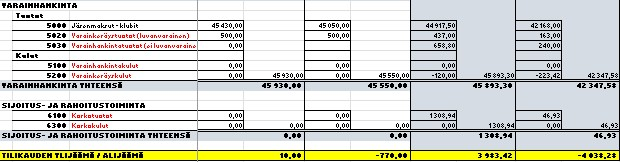 VARAINHANKINTA
Tuotot
5000 Jäsenmaksut - klubit 45 430,00 45 050,00 44 917,50 42 168,00
5020 Varainkeräystuotot (luvanvarainen) 500,00 500,00 437,00 163,00
5030 Varainhankintatuotot (ei luvanvarais 0,00 658,80 240,00
Kulut
5100 Varainhankintakulut 0,00 0,00 0,00
5200 Varainkeräyskulut 0,00 45 930,00 0,00 45 550,00 -120,00 45 893,30 -223,42 42 347,58
VARAINHANKINTA YHTEENSÄ 45 930,00 45 550,00 45 893,30 42 347,58
SIJOITUS- JA RAHOITUSTOIMINTA
6100 Korkotuotot 0,00 0,00 1308,94 46,93
6300 Korkokulut 0,00 0,00 0,00 0,00 0,00 1308,94 0,00 46,93
SIJOITUS- JA RAHOITUSTOIMINTA YHTEENSÄ 0,00 0,00 1 308,94 46,93
TILIKAUDEN YLIJÄÄMÄ / ALIJÄÄMÄ 10,00 -770,00 3 983,42 -4 038,28